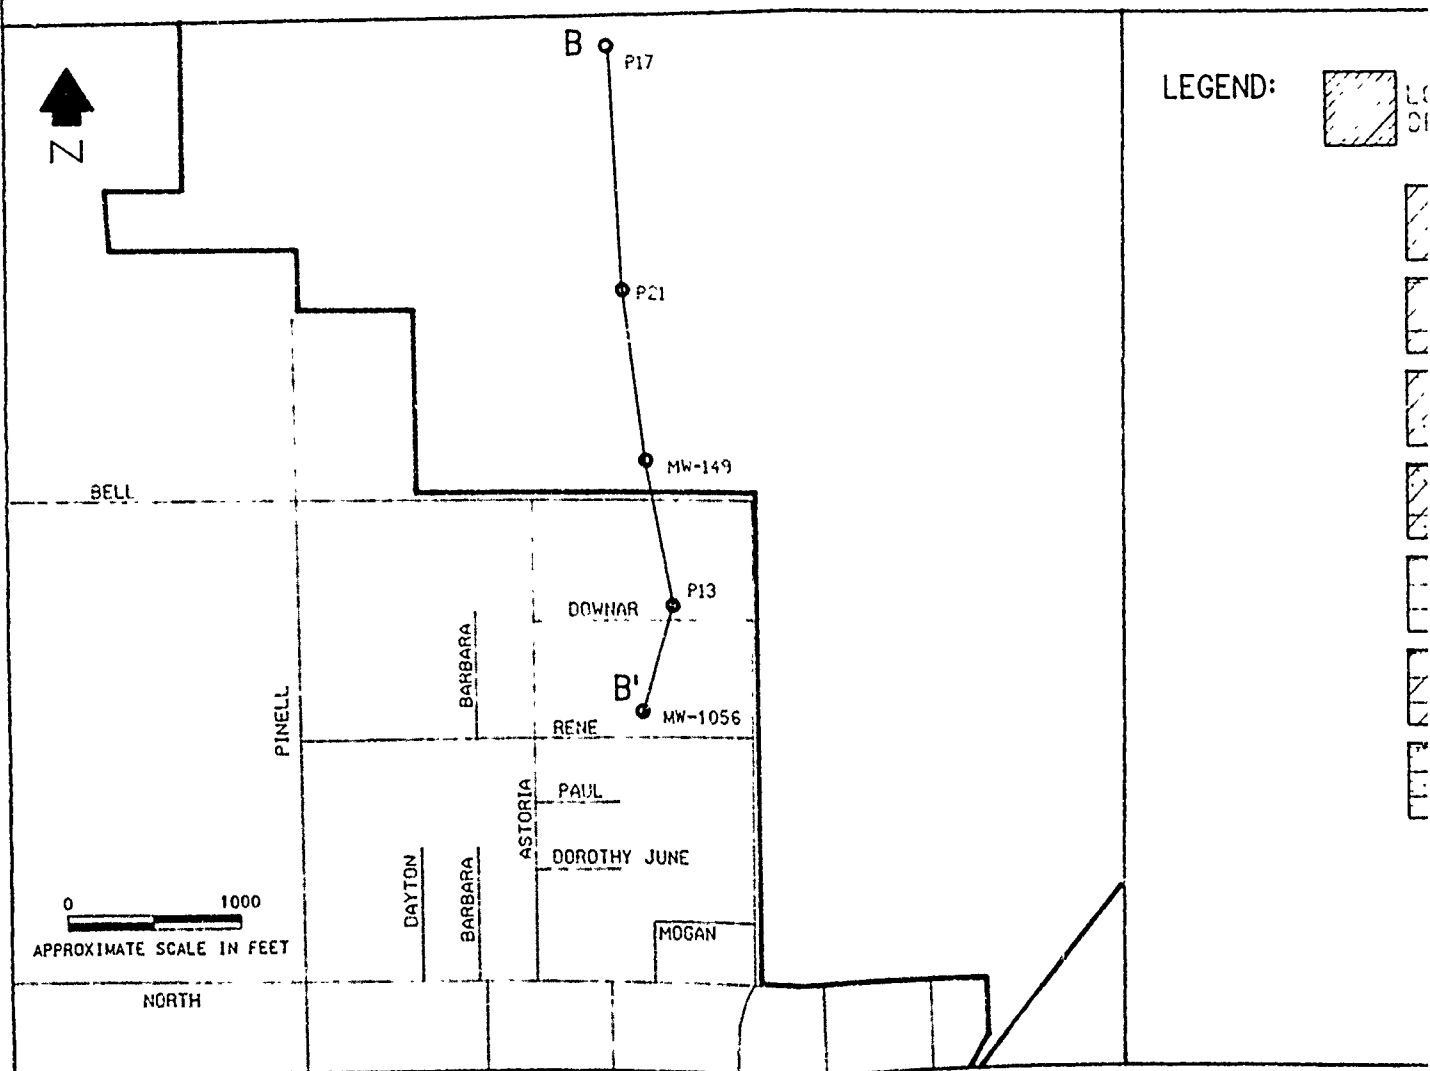 B
P17
LEGEND:
N
P21
MW-149
BELL
P13
DOWNAR
BARBARA
B'
MW-1056
PINELL
RENE
PAUL
ASTORIA
DOROTHY JUNE
DAYTON
BARBARA
0 1000
APPROXIMATE SCALE IN FEET
MOGAN
NORTH